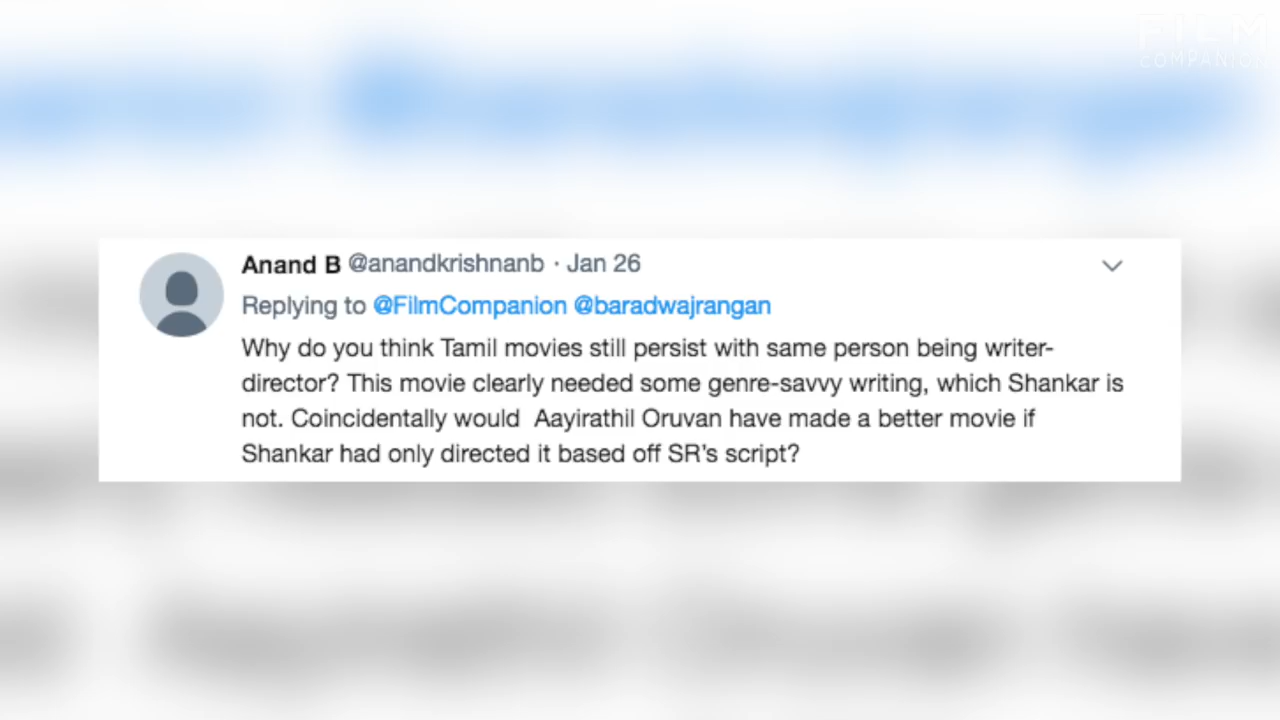 FILM
COMPANION
Anand B @anandkrishnanb · Jan 26
Replying to @FilmCompanion @baradwajrangan
Why do you think Tamil movies still persist with same person being writer-
director? This movie clearly needed some genre-savvy writing, which Shankar is
not. Coincidentally would Aayirathil Oruvan have made a better movie if
Shankar had only directed it based off SR’s script?